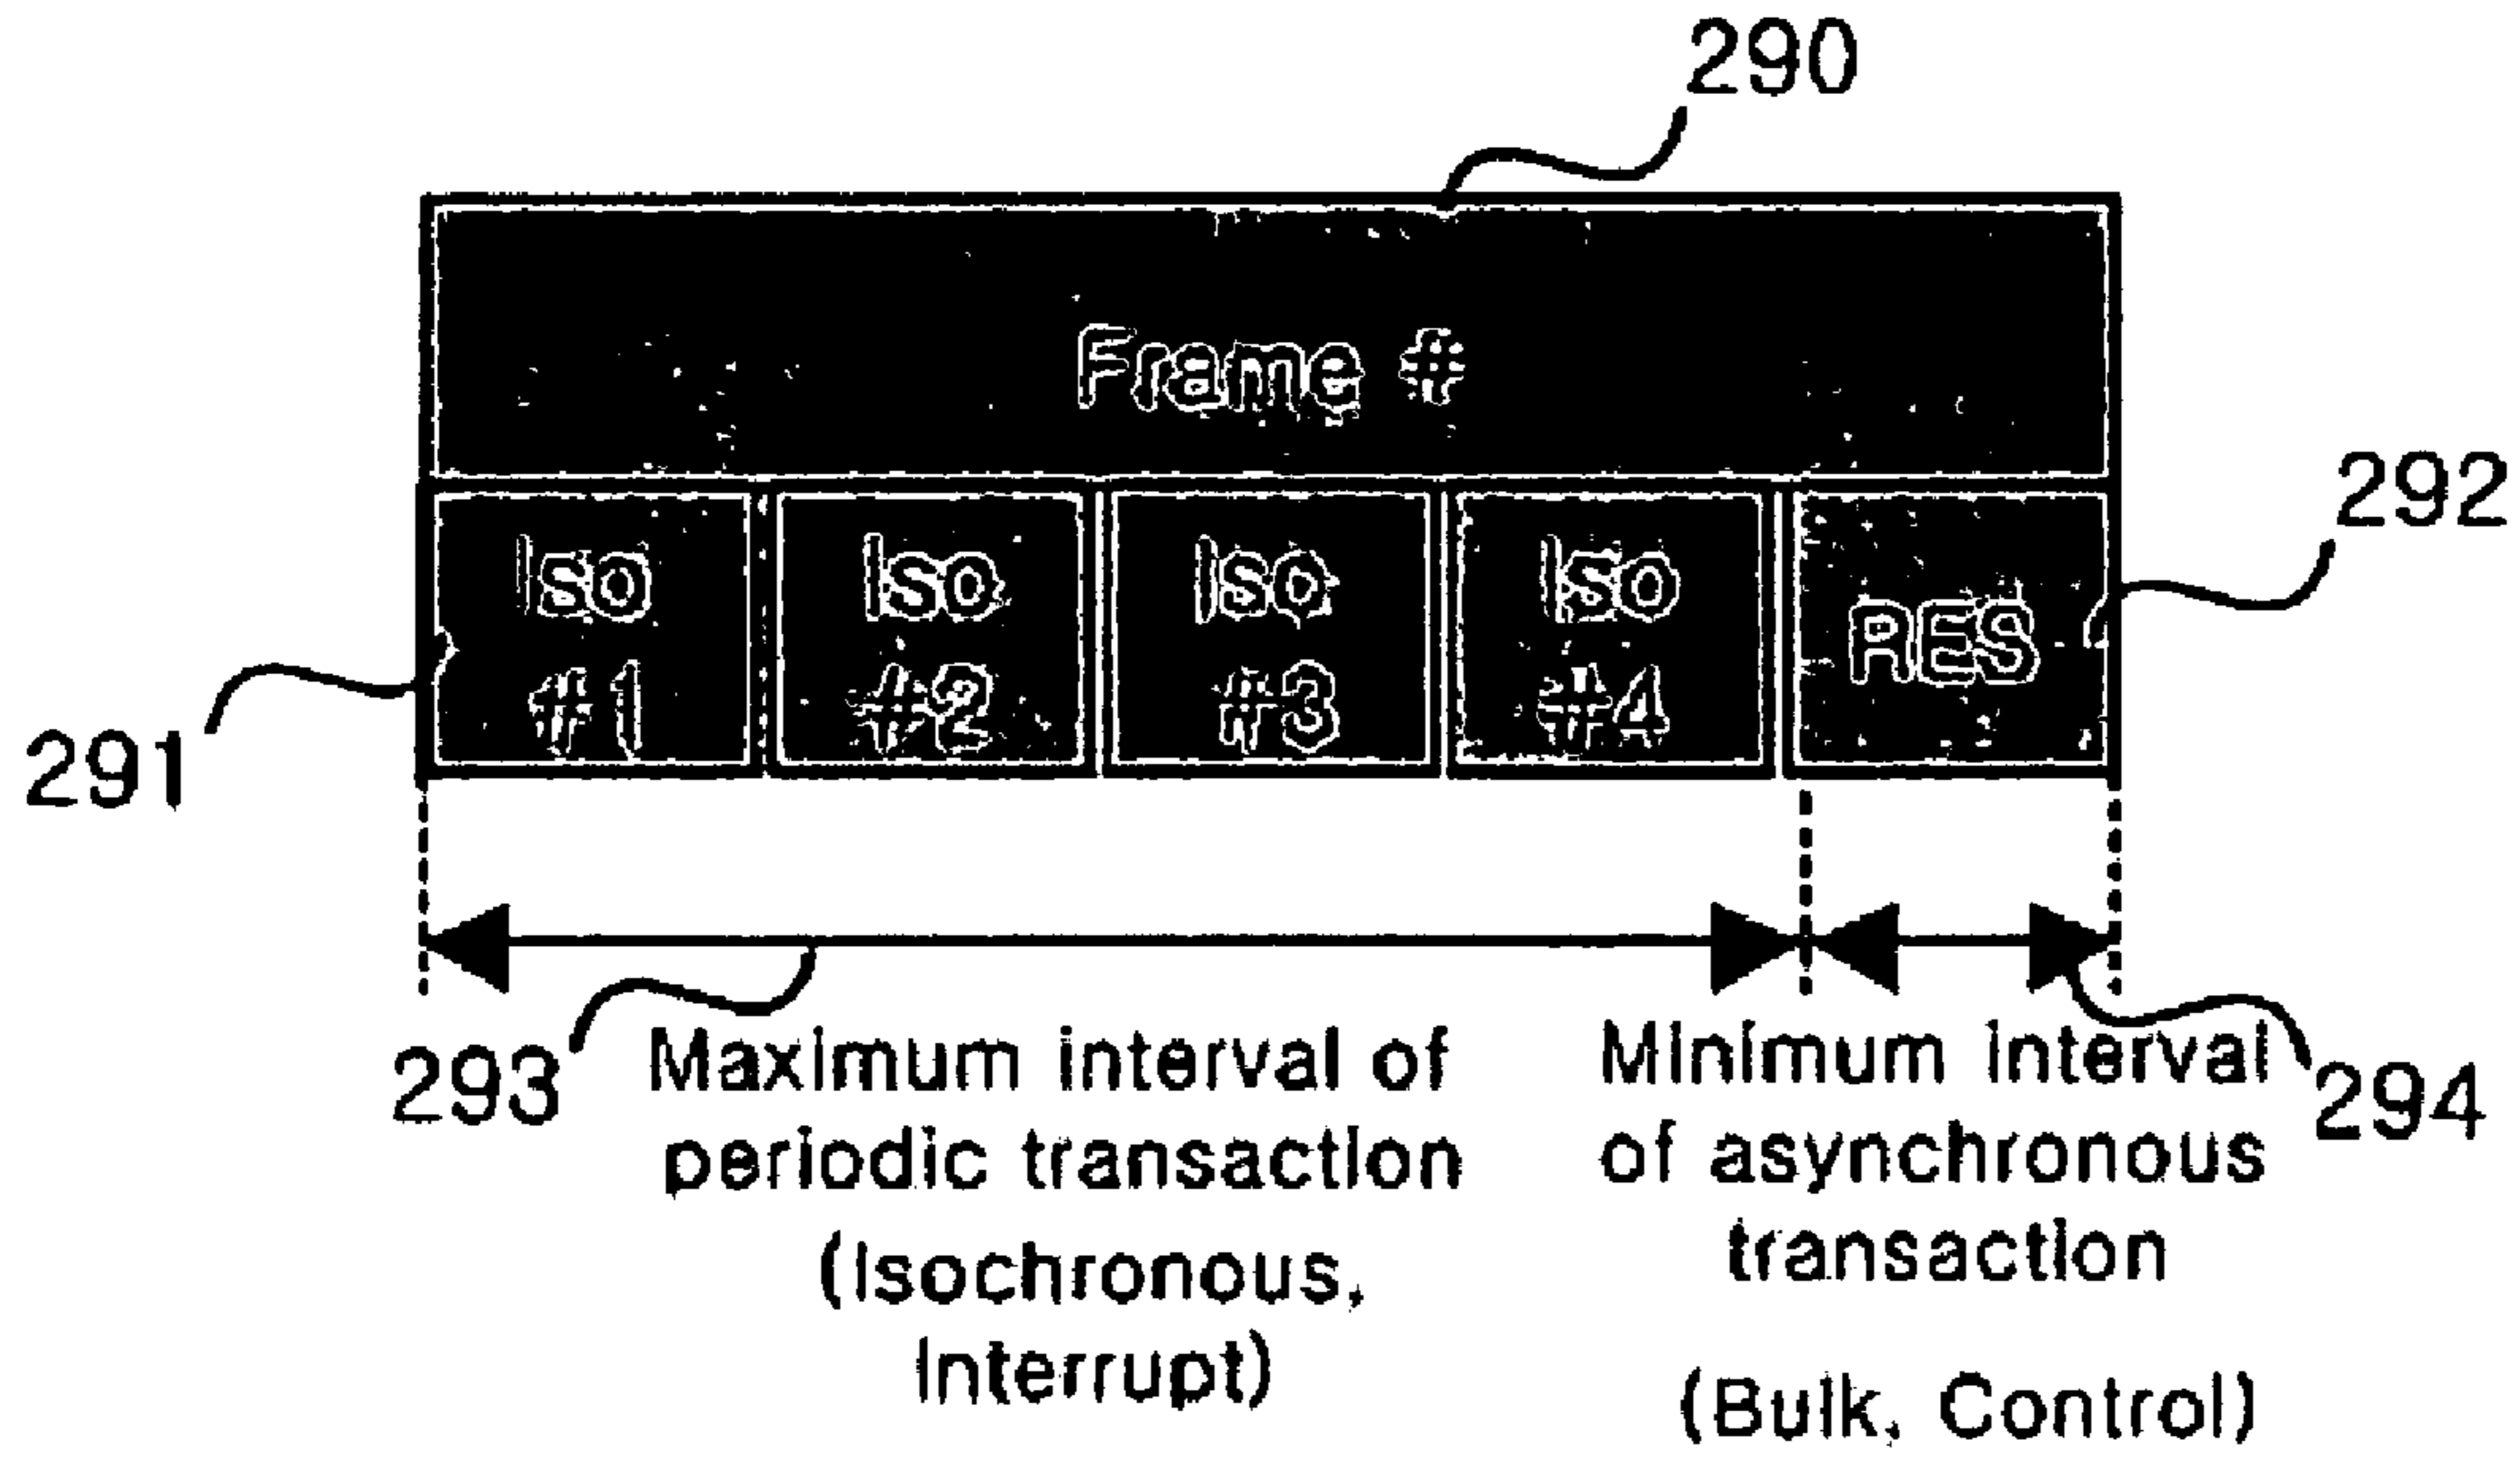 290
Frame #
292
Iso #1
Iso #2
Iso #3
Iso #4
RES
291
293
Maximum interval of
periodic transaction
(Isochronous,
Interrupt)
Minimum interval
of asynchronous
transaction
(Bulk, Control)
294